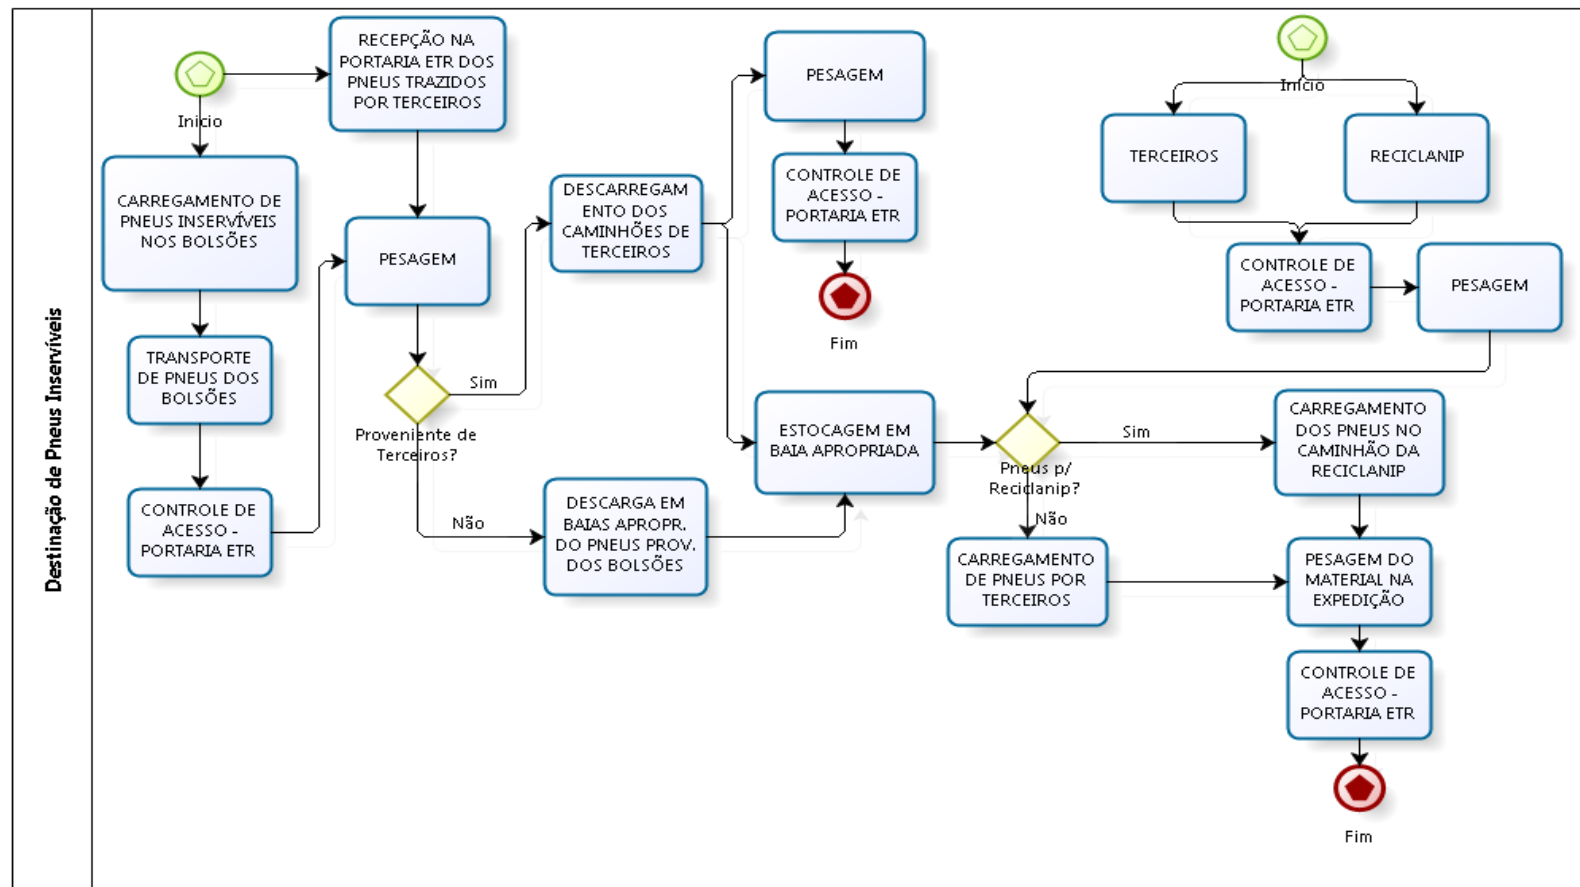 Destinação de Pneus Inservíveis
Início
RECEPÇÃO NA
PORTARIA ETR DOS
PNEUS TRAZIDOS
POR TERCEIROS
CARREGAMENTO DE
PNEUS INSERVÍVEIS
NOS BOLSÕES
TRANSPORTE
DE PNEUS DOS
BOLSÕES
CONTROLE DE
ACESSO -
PORTARIA ETR
PESAGEM
Proveniente de
Terceiros?
Sim
Não
DESCARREGAM
ENTO DOS
CAMINHÕES DE
TERCEIROS
DESCARGA EM
BAIAS APROPR.
DO PNEUS PROV.
DOS BOLSÕES
PESAGEM
CONTROLE DE
ACESSO -
PORTARIA ETR
Fim
ESTOCAGEM EM
BAIA APROPRIADA
Início
TERCEIROS
RECICLANIP
CONTROLE DE
ACESSO -
PORTARIA ETR
PESAGEM
Pneus p/
Reciclanip?
Sim
Não
CARREGAMENTO
DOS PNEUS NO
CAMINHÃO DA
RECICLANIP
CARREGAMENTO
DE PNEUS POR
TERCEIROS
PESAGEM DO
MATERIAL NA
EXPEDIÇÃO
CONTROLE DE
ACESSO -
PORTARIA ETR
Fim